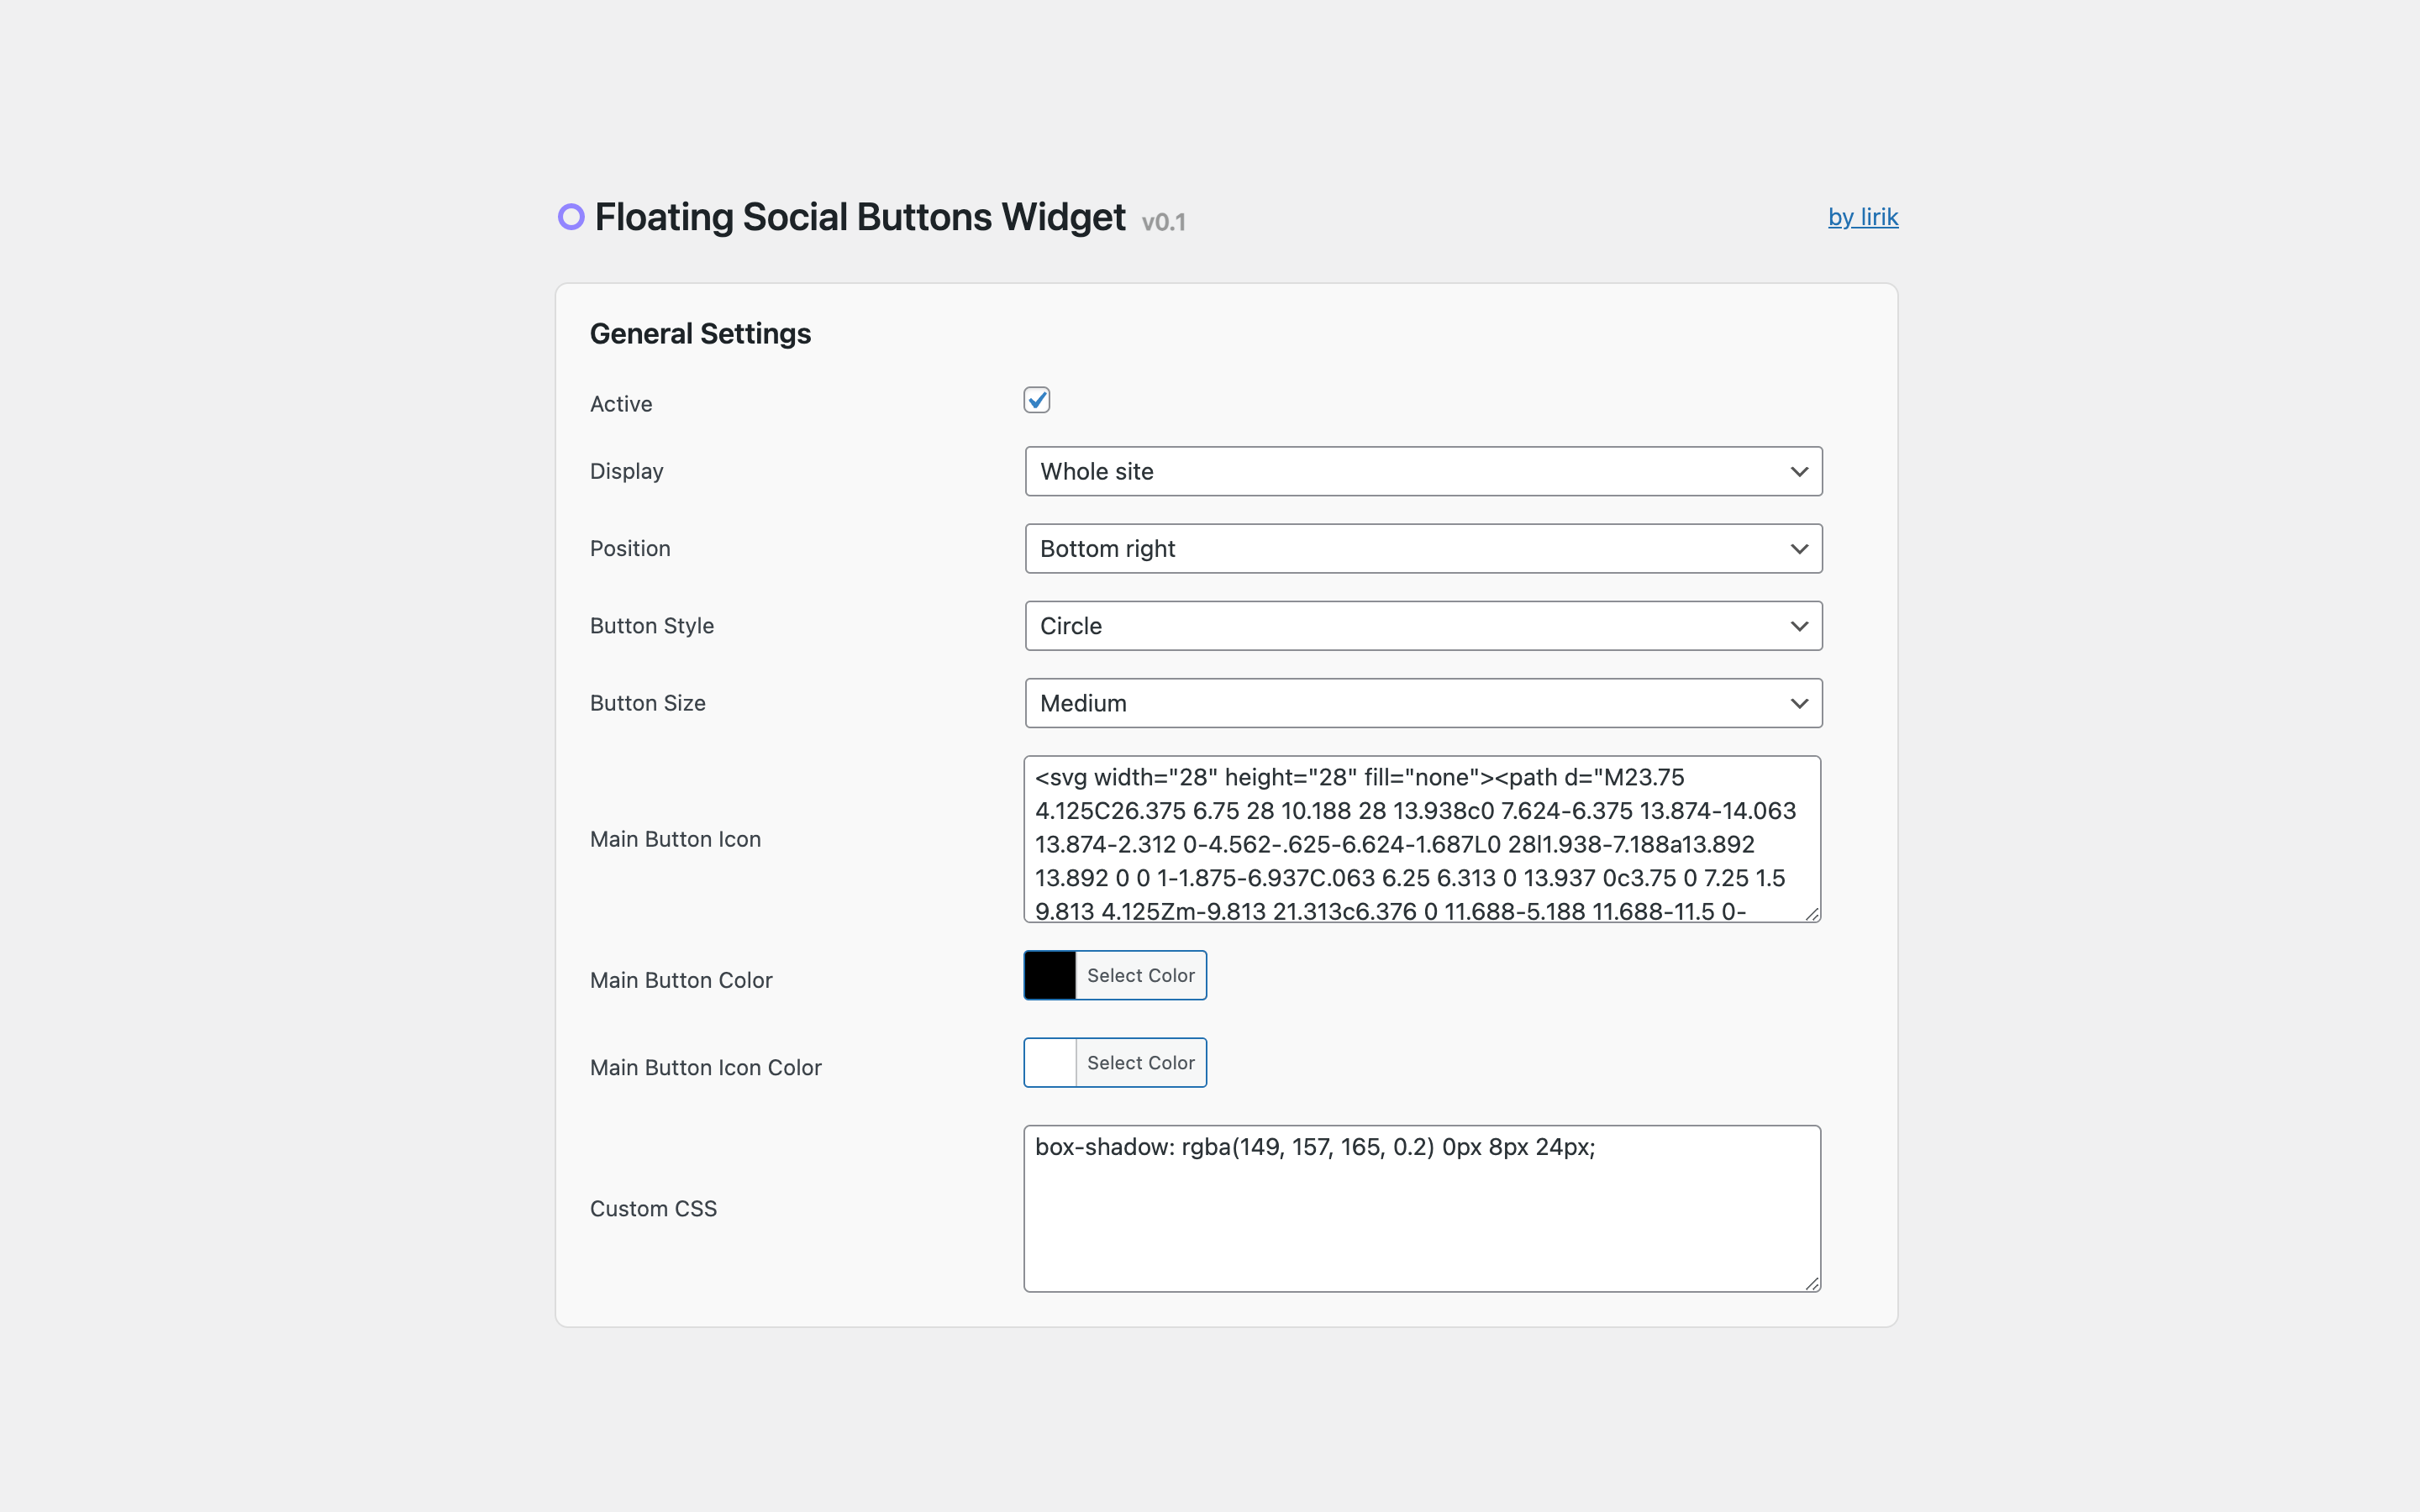 Floating Social Buttons Widget v0.1
by lirik
General Settings
Active
Display
Whole site
Position
Bottom right
Button Style
Circle
Button Size
Medium
Main Button Icon
<svg width="28" height="28" fill="none"><path d="M23.75
4.125C26.375 6.75 28 10.188 28 13.938c0 7.624-6.375 13.874-14.063
13.874-2.312 0-4.562-.625-6.624-1.687L0 28l1.938-7.188a13.892
13.892 0 0 1-1.875-6.937C.063 6.25 6.313 0 13.937 0c3.75 0 7.25 1.5
9.813 4.125Zm-9.813 21.313c6.376 0 11.688-5.188 11.688-11.5 0-
Main Button Color
Select Color
Main Button Icon Color
Select Color
Custom CSS
box-shadow: rgba(149, 157, 165, 0.2) 0px 8px 24px;